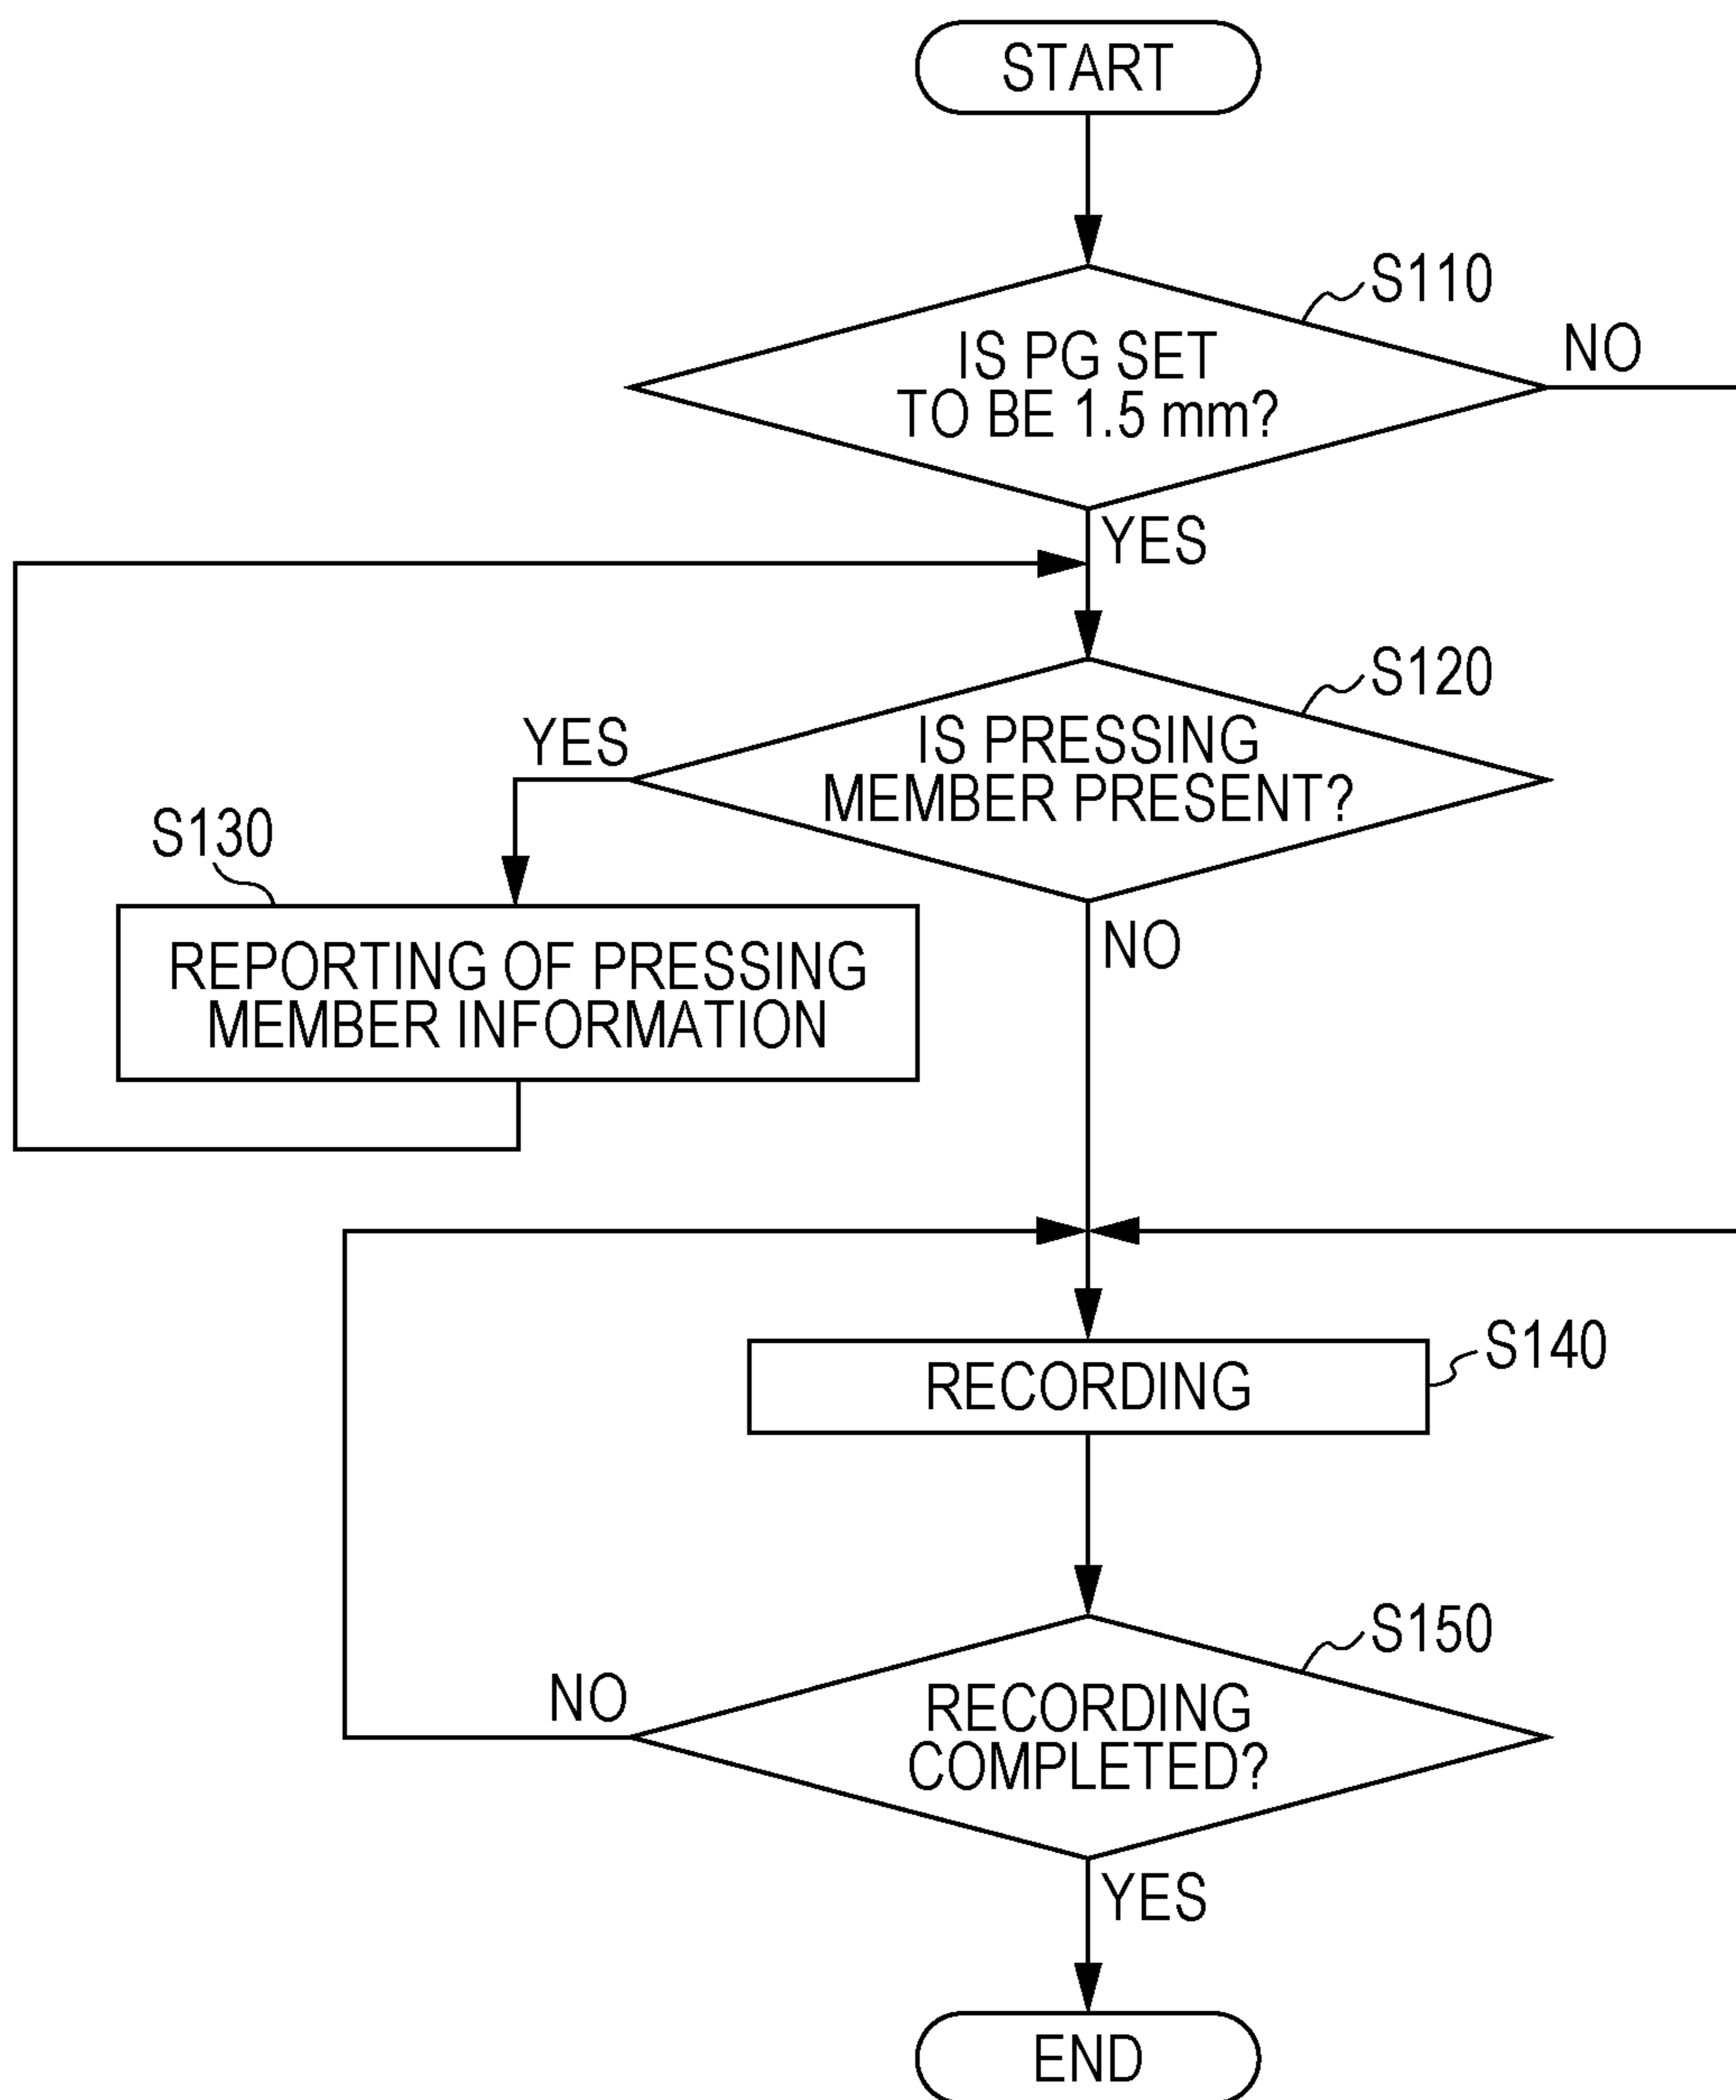 START
S110
IS PG SET
TO BE 1.5 mm?
NO
YES
S120
IS PRESSING
MEMBER PRESENT?
YES
S130
REPORTING OF PRESSING
MEMBER INFORMATION
NO
S140
RECORDING
S150
RECORDING
COMPLETED?
NO
YES
END